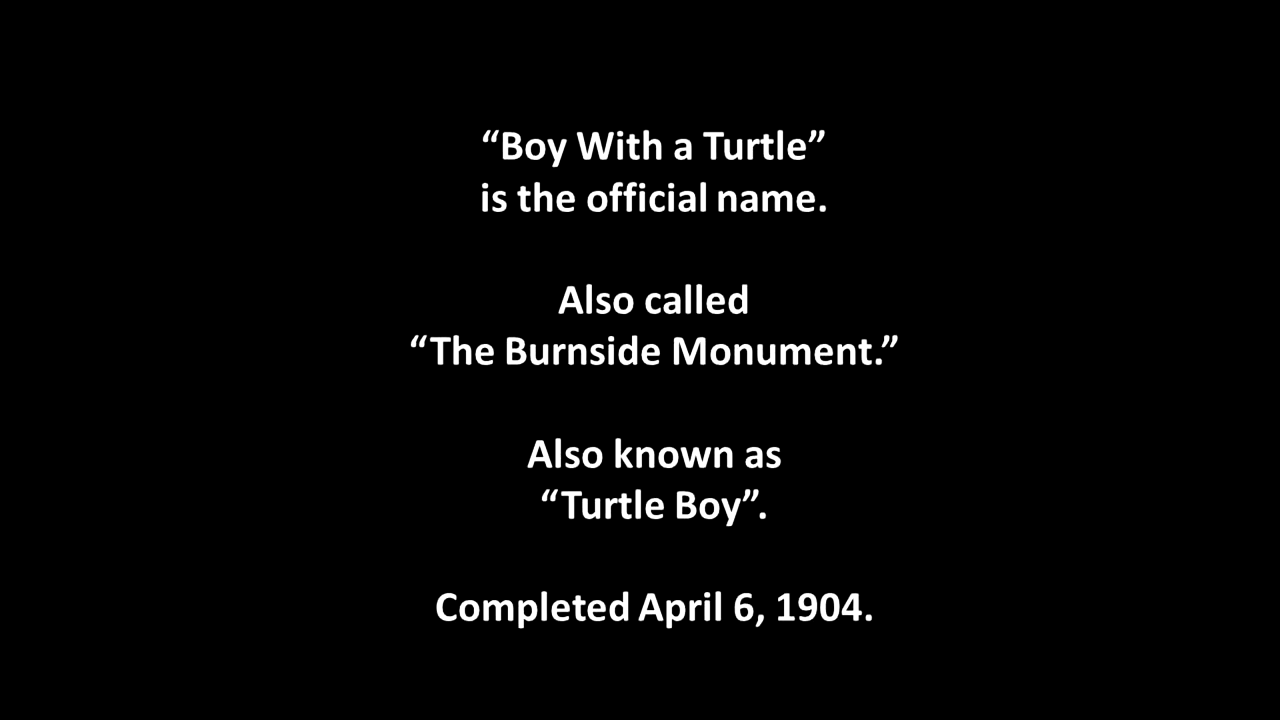 “Boy With a Turtle”
is the official name.
Also called
“The Burnside Monument.”
Also known as
“Turtle Boy”.
Completed April 6, 1904.